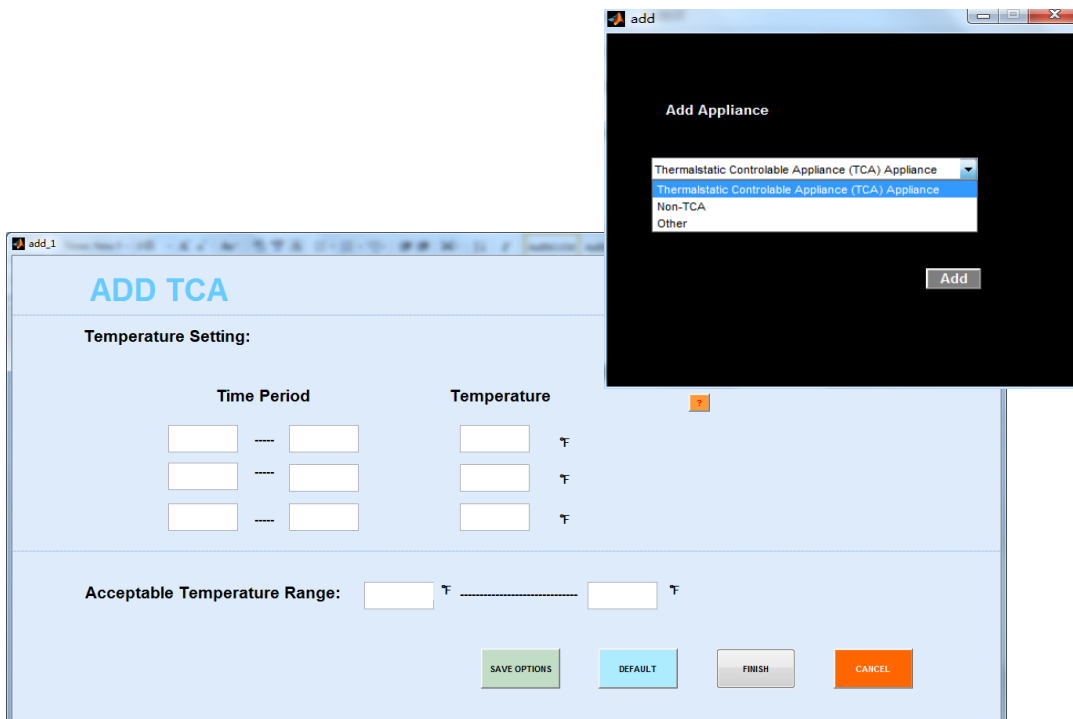 add
Add Appliance
Thermalstatic Controlable Appliance (TCA) Appliance
Thermalstatic Controlable Appliance (TCA) Appliance
Non-TCA
Other
Add
add_1
ADD TCA
Temperature Setting:
Time Period Temperature
?
----- °F
----- °F
----- °F
Acceptable Temperature Range: °F ------------------------------ °F
SAVE OPTIONS DEFAULT FINISH CANCEL